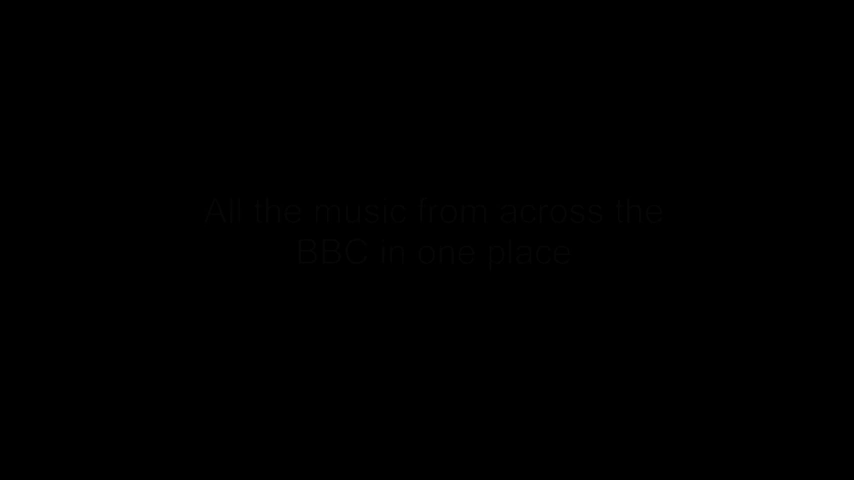 All the music from across the
BBC in one place